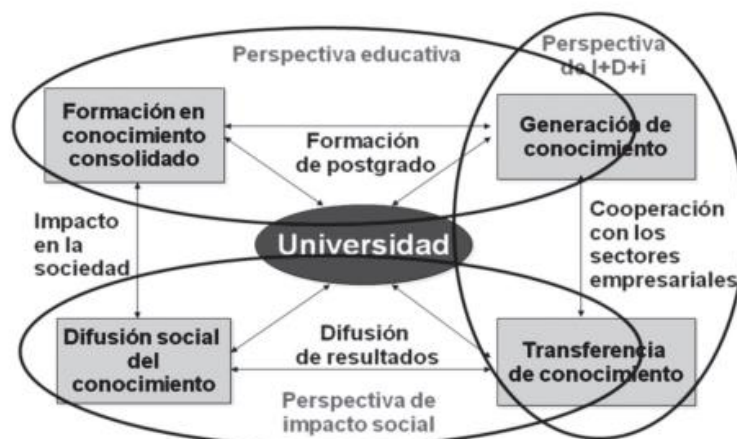 Perspectiva educativa
Perspectiva
de I+D+i
Formación en
conocimiento
consolidado
Formación
de postgrado
Generación de
conocimiento
Impacto
en la
sociedad
Universidad
Cooperación
con los
sectores
empresariales
Difusión social
del
conocimiento
Difusión
de resultados
Transferencia
de conocimiento
Perspectiva de
impacto social